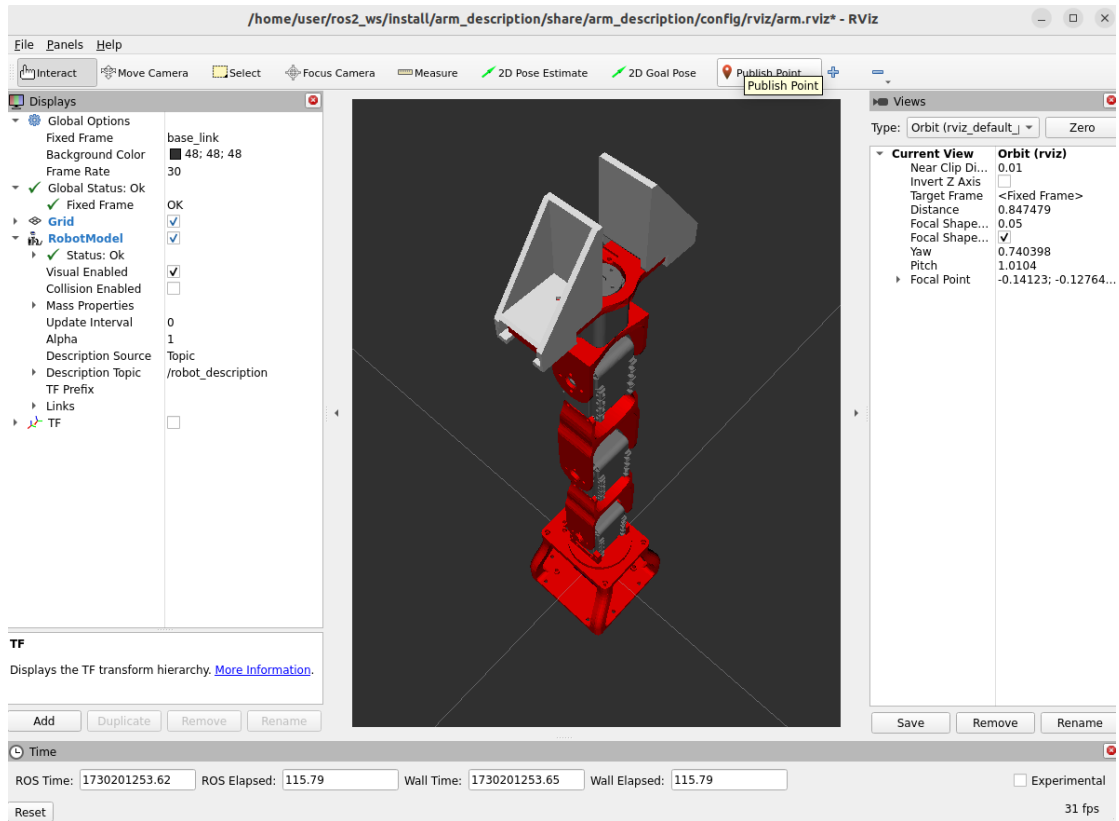 /home/user/ros2_ws/install/arm_description/share/arm_description/config/rviz/arm.rviz* - RViz
File Panels Help
Interact Move Camera Select Focus Camera Measure 2D Pose Estimate 2D Goal Pose Publish Point
Publish Point
Displays
Global Options
Fixed Frame base_link
Background Color 48; 48; 48
Frame Rate 30
Global Status: Ok
Fixed Frame OK
Grid
RobotModel
Status: Ok
Visual Enabled
Collision Enabled
Mass Properties
Update Interval 0
Alpha 1
Description Source Topic
Description Topic /robot_description
TF Prefix
Links
TF
TF
Displays the TF transform hierarchy. More Information.
Add Duplicate Remove Rename
Views
Type: Orbit (rviz_default_ Zero
Current View Orbit (rviz)
Near Clip Di... 0.01
Invert Z Axis
Target Frame <Fixed Frame>
Distance 0.847479
Focal Shape... 0.05
Focal Shape...
Yaw 0.740398
Pitch 1.0104
Focal Point -0.14123; -0.12764...
Save Remove Rename
Time
ROS Time: 1730201253.62 ROS Elapsed: 115.79 Wall Time: 1730201253.65 Wall Elapsed: 115.79 Experimental
Reset 31 fps